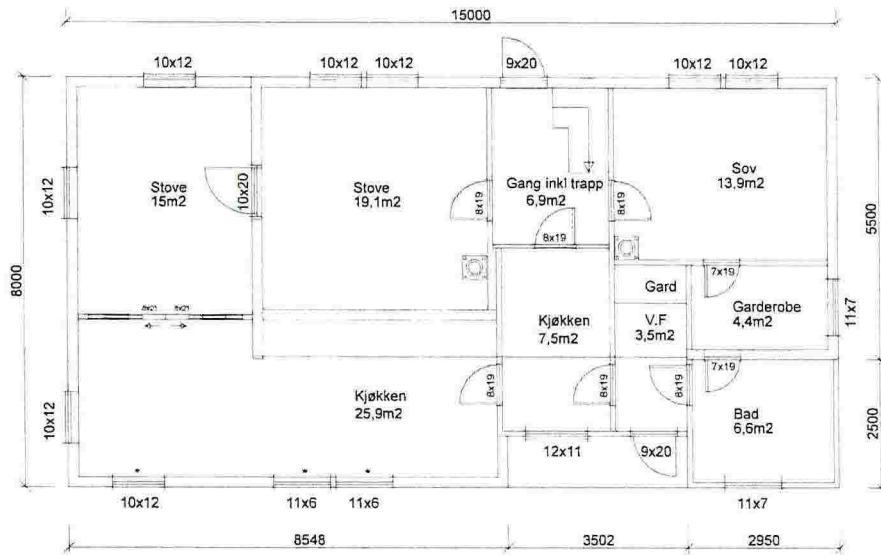 15000
10x12
10x12
10x12
9x20
10x12
10x12
10x12
Stove
15m2
10x20
Stove
19,1m2
8x19
Gang inkl trapp
6,9m2
8x19
8x19
Sov
13,9m2
5500
8000
Gard
7x19
Garderobe
4,4m2
11x7
8x21
8x21
Kjøkken
7,5m2
V.F
3,5m2
10x12
Kjøkken
25,9m2
8x19
8x19
8x19
7x19
Bad
6,6m2
2500
* * *
12x11
9x20
10x12
11x6
11x6
11x7
8548
3502
2950